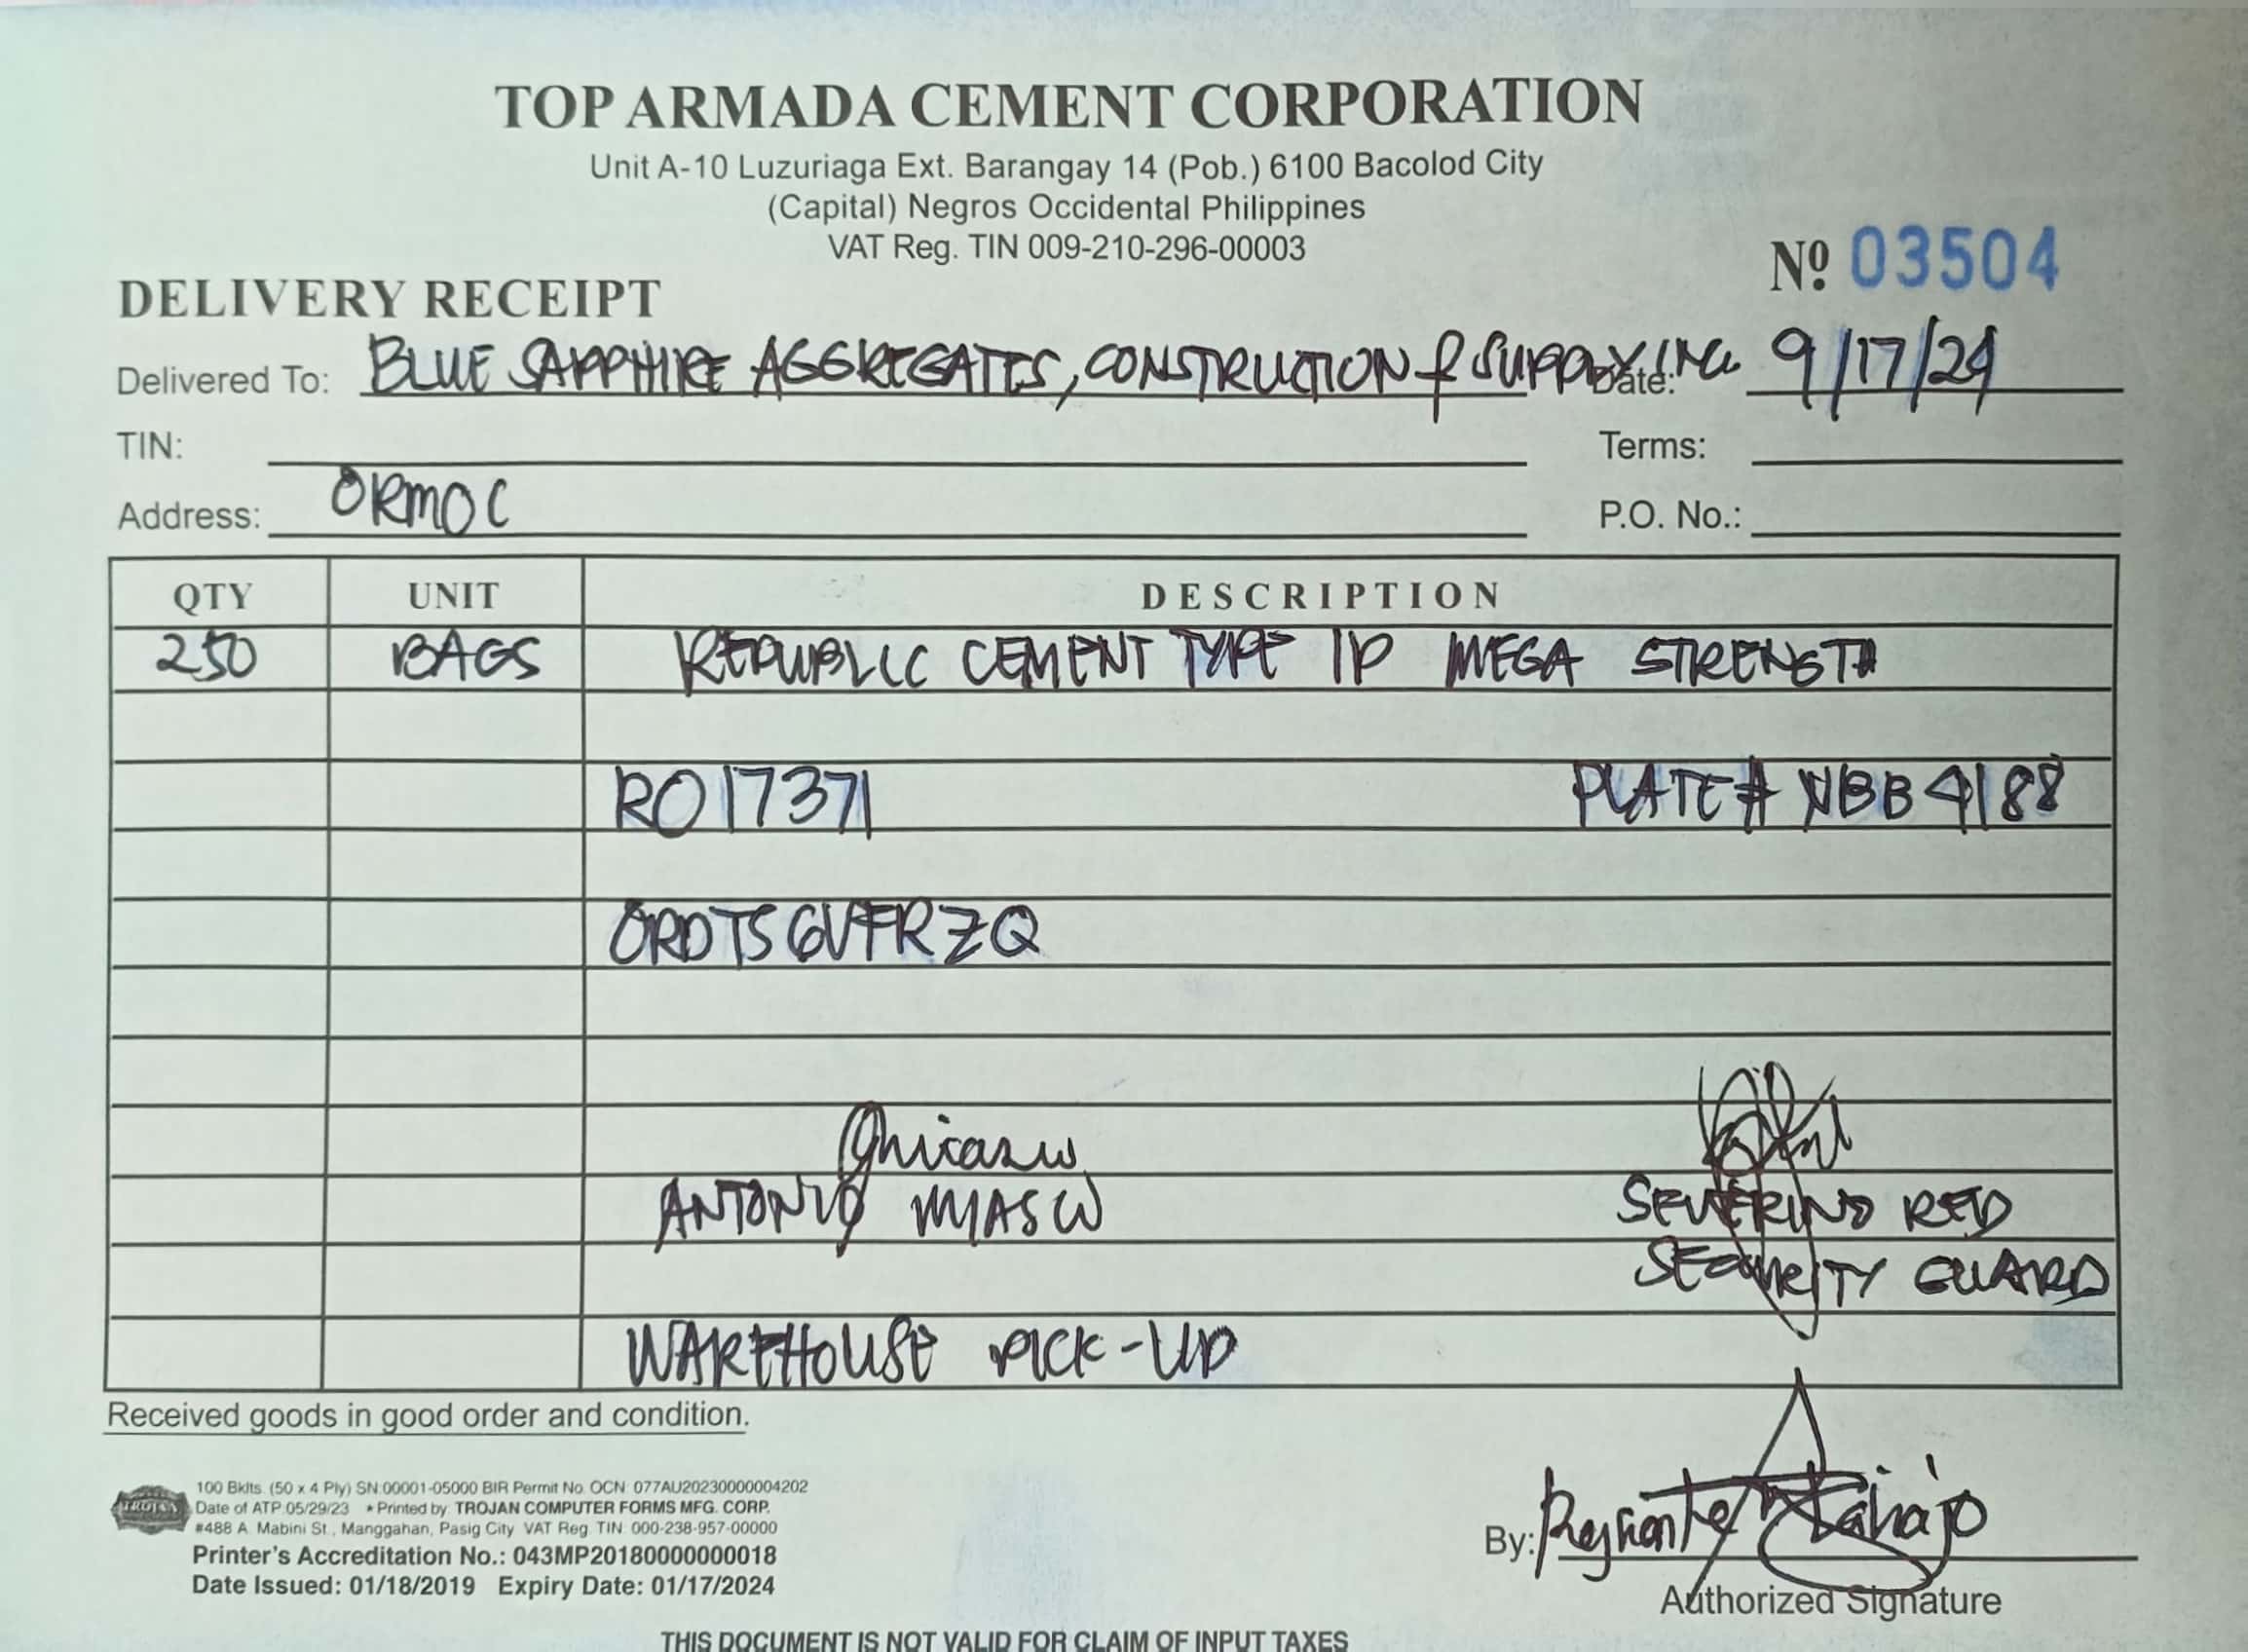 TOP ARMADA CEMENT CORPORATION
Unit A-10 Luzuriaga Ext. Barangay 14 (Pob.) 6100 Bacolod City
(Capital) Negros Occidental Philippines
VAT Reg. TIN 009-210-296-00003
Nº 03504
DELIVERY RECEIPT
Delivered To: BLUE SAPPHIRE AGGREGATES, CONSTRUCTION & SUPPLY INC. Date: 9/17/24
TIN: Terms:
Address: ORMOC P.O. No.:
QTY UNIT DESCRIPTION
250 BAGS REPUBLIC CEMENT TYPE 1P MEGA STRENGTH
RO17371 PLATE# NBB 4188
ORDTSGVFRZQ
ANTONIO
SEVERINO RED
SECURITY GUARD
WAREHOUSE PICK-UP
Received goods in good order and condition.
100 Bklts. (50 x 4 Ply) SN:00001-05000 BIR Permit No. OCN: 077AU20230000004202
Date of ATP 05/29/23 * Printed by: TROJAN COMPUTER FORMS MFG. CORP.
#488 A. Mabini St., Manggahan, Pasig City VAT Reg. TIN: 000-238-957-00000
Printer's Accreditation No.: 043MP20180000000018
Date Issued: 01/18/2019 Expiry Date: 01/17/2024
TROJAN
By:
Authorized Signature
THIS DOCUMENT IS NOT VALID FOR CLAIM OF INPUT TAXES